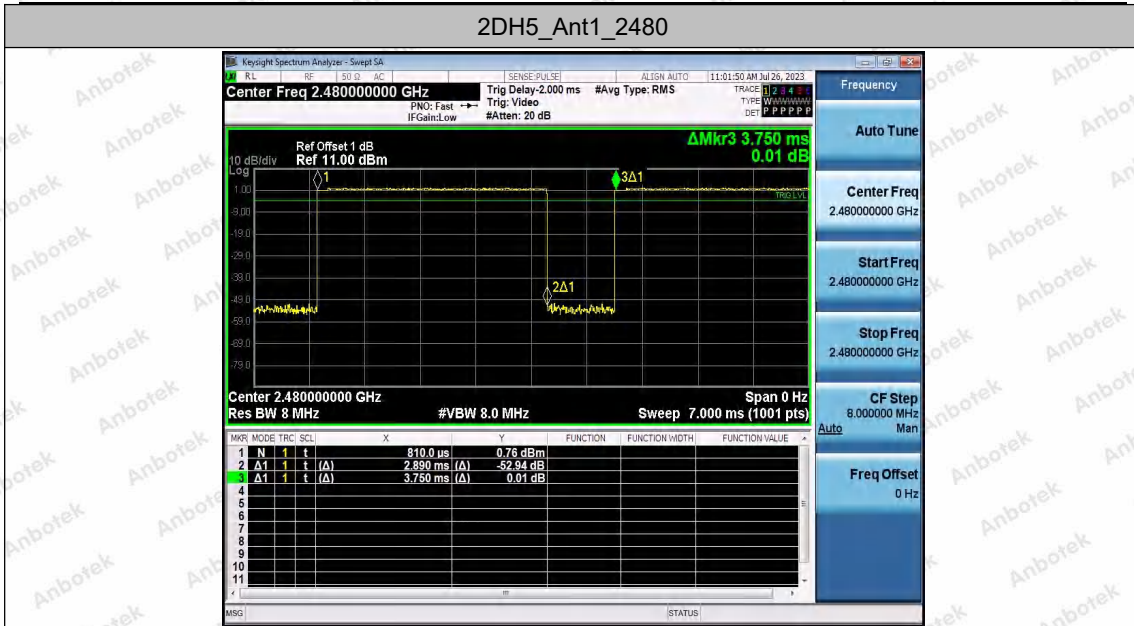 2DH5_Ant1_2480
Keysight Spectrum Analyzer - Swept SA
RL RF 50 Ω AC SENSE:PULSE ALIGN AUTO 11:01:50 AM Jul 26, 2023
Center Freq 2.480000000 GHz
PNO: Fast
IFGain:Low
Trig Delay-2.000 ms
Trig: Video
#Atten: 20 dB
#Avg Type: RMS
TRACE 1 2 3 4 5 6
TYPE WWWWWW
DET P P P P P P
Ref Offset 1 dB
Ref 11.00 dBm
10 dB/div
Log
ΔMkr3 3.750 ms
0.01 dB
1
3Δ1
2Δ1
TRIG LVL
1.00
-9.00
-19.0
-29.0
-39.0
-49.0
-59.0
-69.0
-79.0
Center 2.480000000 GHz Span 0 Hz
Res BW 8 MHz #VBW 8.0 MHz Sweep 7.000 ms (1001 pts)
MKR MODE TRC SCL X Y FUNCTION FUNCTION WIDTH FUNCTION VALUE
1 N 1 t 810.0 µs 0.76 dBm
2 Δ1 1 t (Δ) 2.890 ms (Δ) -52.94 dB
3 Δ1 1 t (Δ) 3.750 ms (Δ) 0.01 dB
4
5
6
7
8
9
10
11
MSG STATUS
Frequency
Auto Tune
Center Freq
2.480000000 GHz
Start Freq
2.480000000 GHz
Stop Freq
2.480000000 GHz
CF Step
8.000000 MHz
Auto Man
Freq Offset
0 Hz
Anbotek